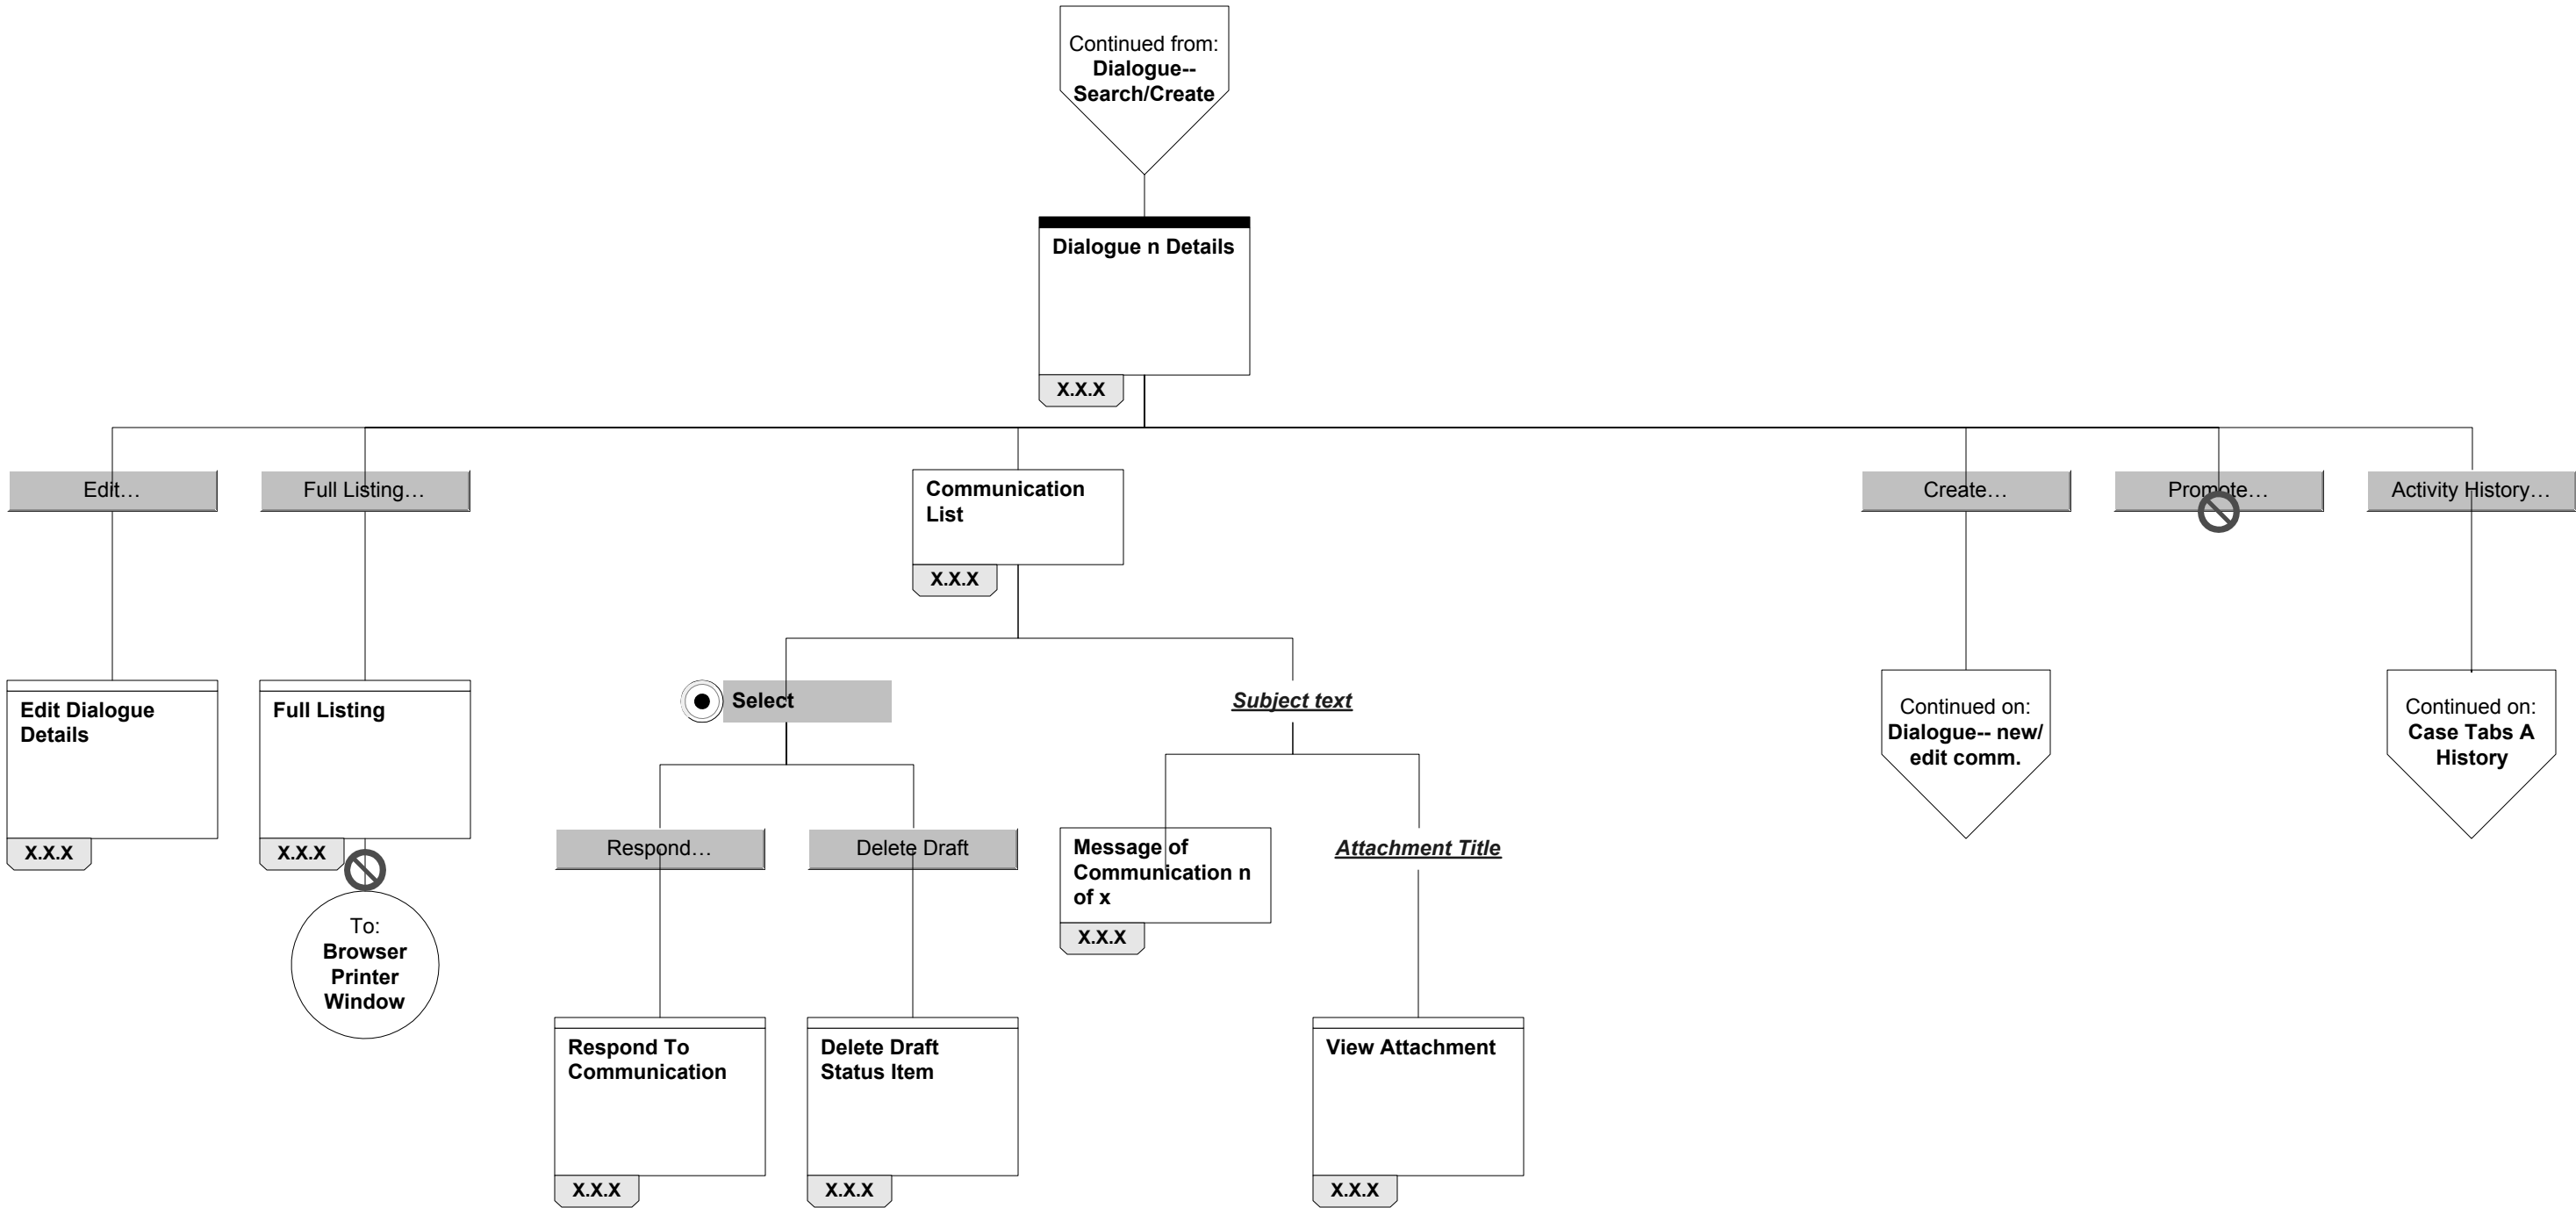 Continued from:
Dialogue--
Search/Create
Dialogue n Details
X.X.X
Edit…
Full Listing…
Communication
List
X.X.X
Create…
Promote…
Activity History…
Edit Dialogue
Details
X.X.X
Full Listing
X.X.X
To:
Browser
Printer
Window
Select
Subject text
Respond…
Delete Draft
Message of
Communication n
of x
X.X.X
Attachment Title
Respond To
Communication
X.X.X
Delete Draft
Status Item
X.X.X
View Attachment
X.X.X
Continued on:
Dialogue-- new/
edit comm.
Continued on:
Case Tabs A
History